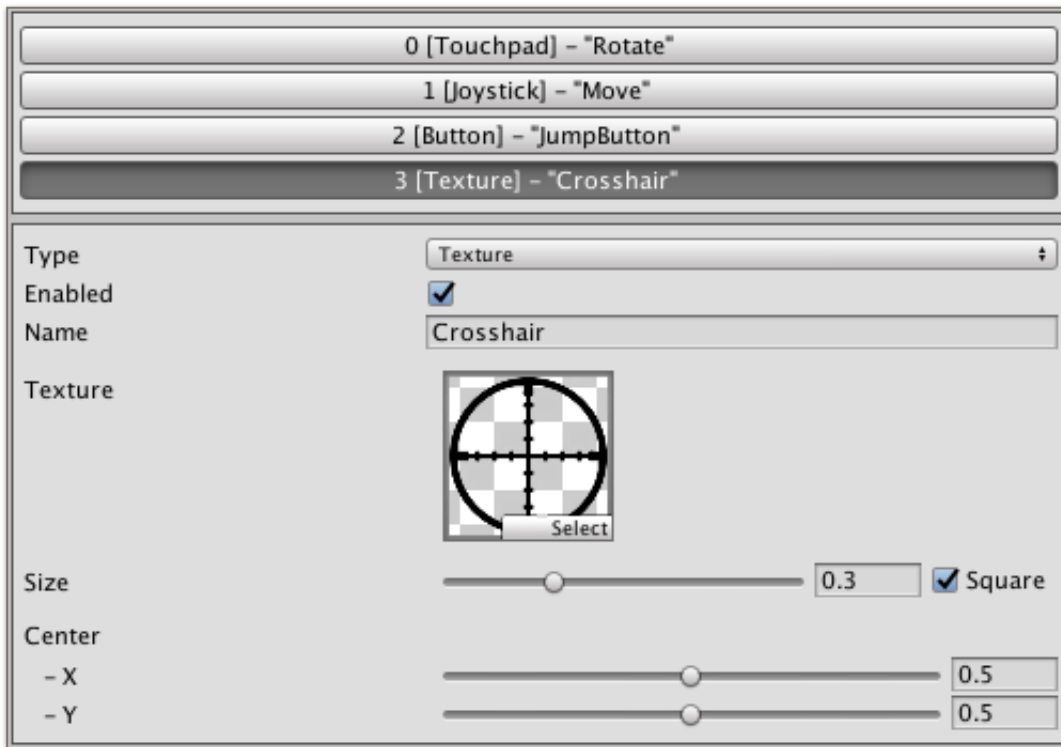 0 [Touchpad] – "Rotate"
1 [Joystick] – "Move"
2 [Button] – "JumpButton"
3 [Texture] – "Crosshair"
Type Texture
Enabled
Name Crosshair
Texture
Select
Size 0.3 Square
Center
– X 0.5
– Y 0.5